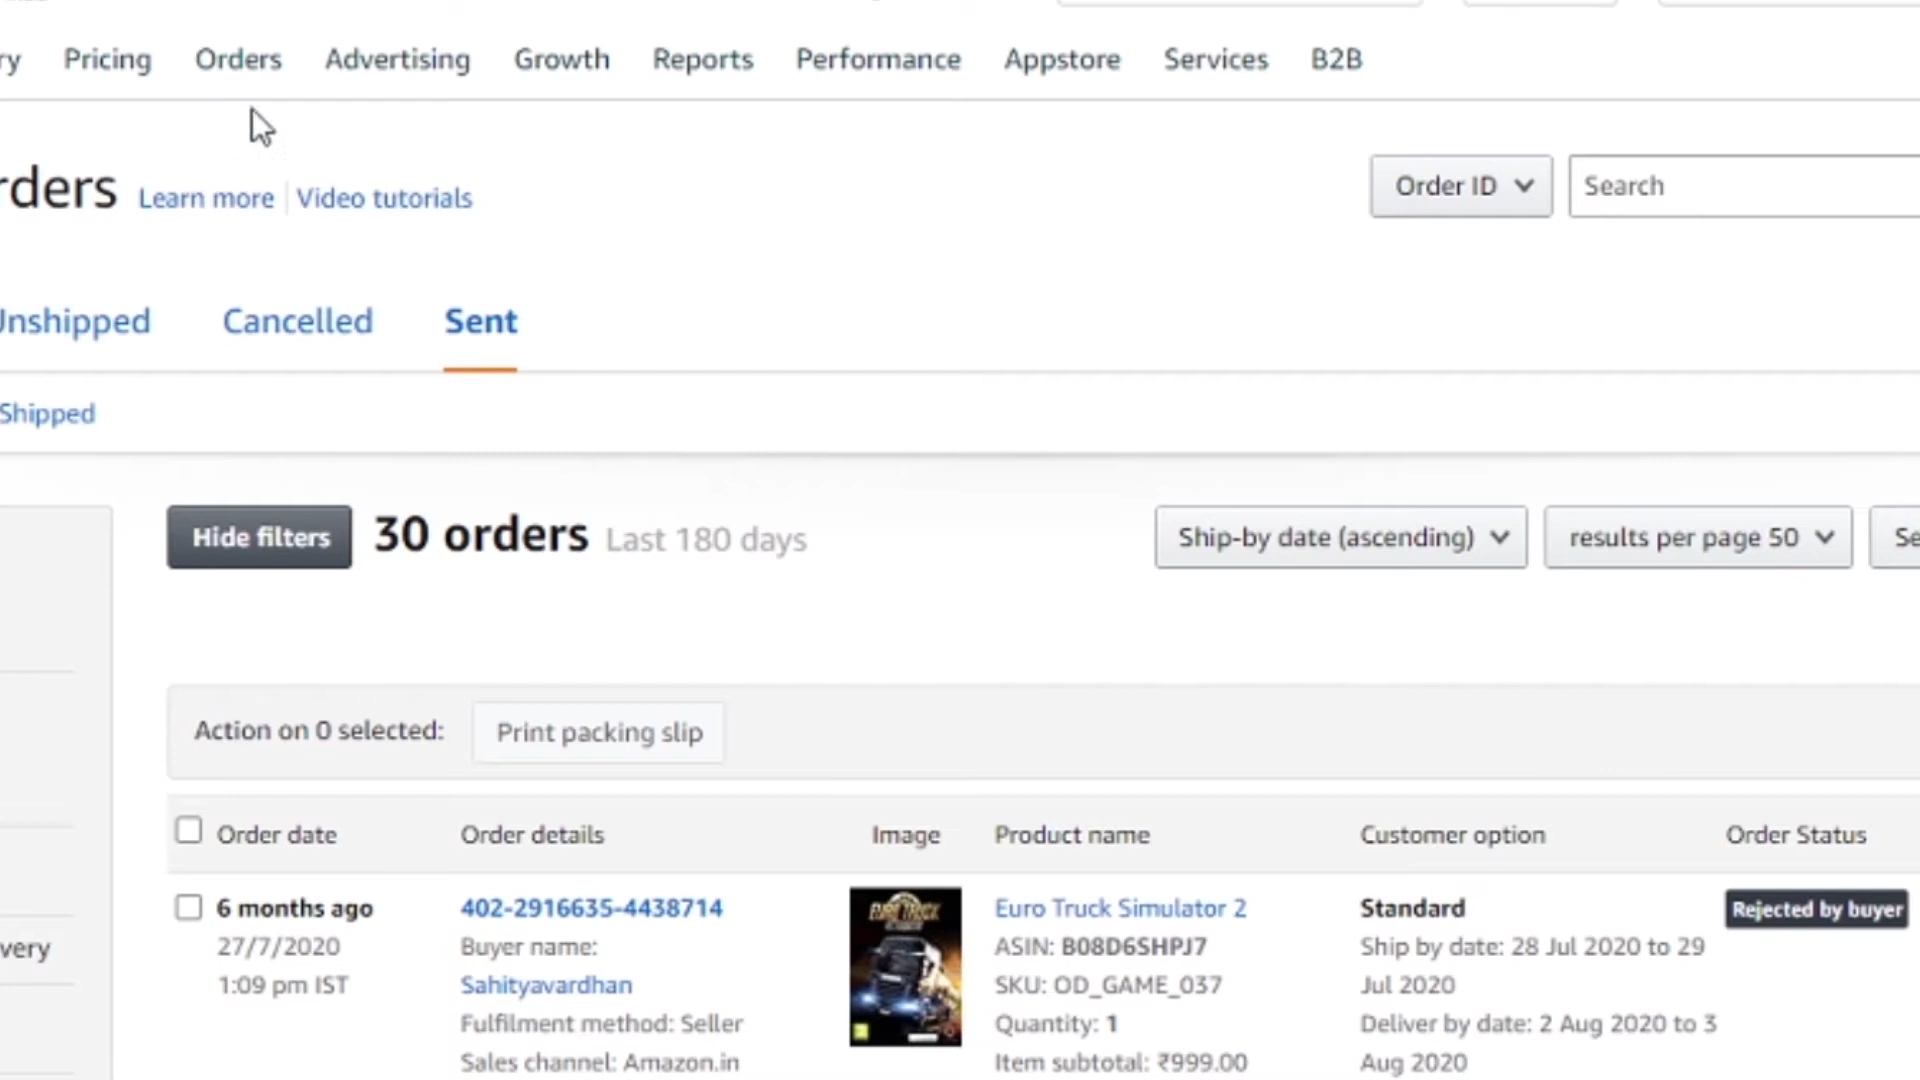 ry Pricing Orders Advertising Growth Reports Performance Appstore Services B2B
rders Learn more Video tutorials Order ID Search
Unshipped Cancelled Sent
Shipped
Hide filters 30 orders Last 180 days Ship-by date (ascending) results per page 50 Se
Action on 0 selected: Print packing slip
Order date Order details Image Product name Customer option Order Status
6 months ago 402-2916635-4438714 Euro Truck Simulator 2 Standard Rejected by buyer
very 27/7/2020 Buyer name: ASIN: B08D6SHPJ7 Ship by date: 28 Jul 2020 to 29
1:09 pm IST Sahityavardhan SKU: OD_GAME_037 Jul 2020
Fulfilment method: Seller Quantity: 1 Deliver by date: 2 Aug 2020 to 3
Sales channel: Amazon.in Item subtotal: ₹999.00 Aug 2020